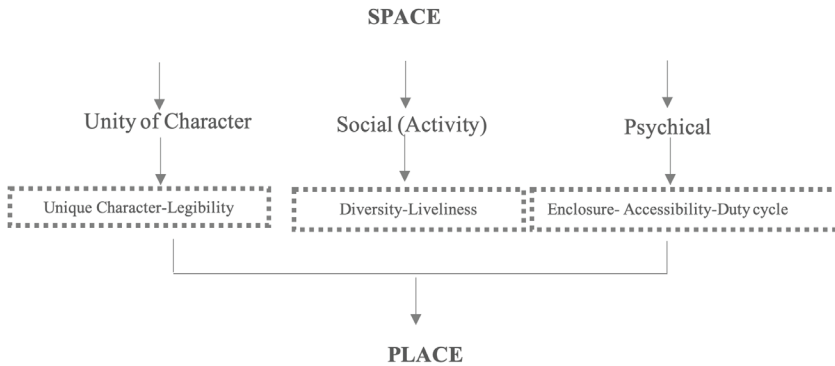 SPACE
Unity of Character
Social (Activity)
Psychical
Unique Character-Legibility
Diversity-Liveliness
Enclosure- Accessibility-Duty cycle
PLACE